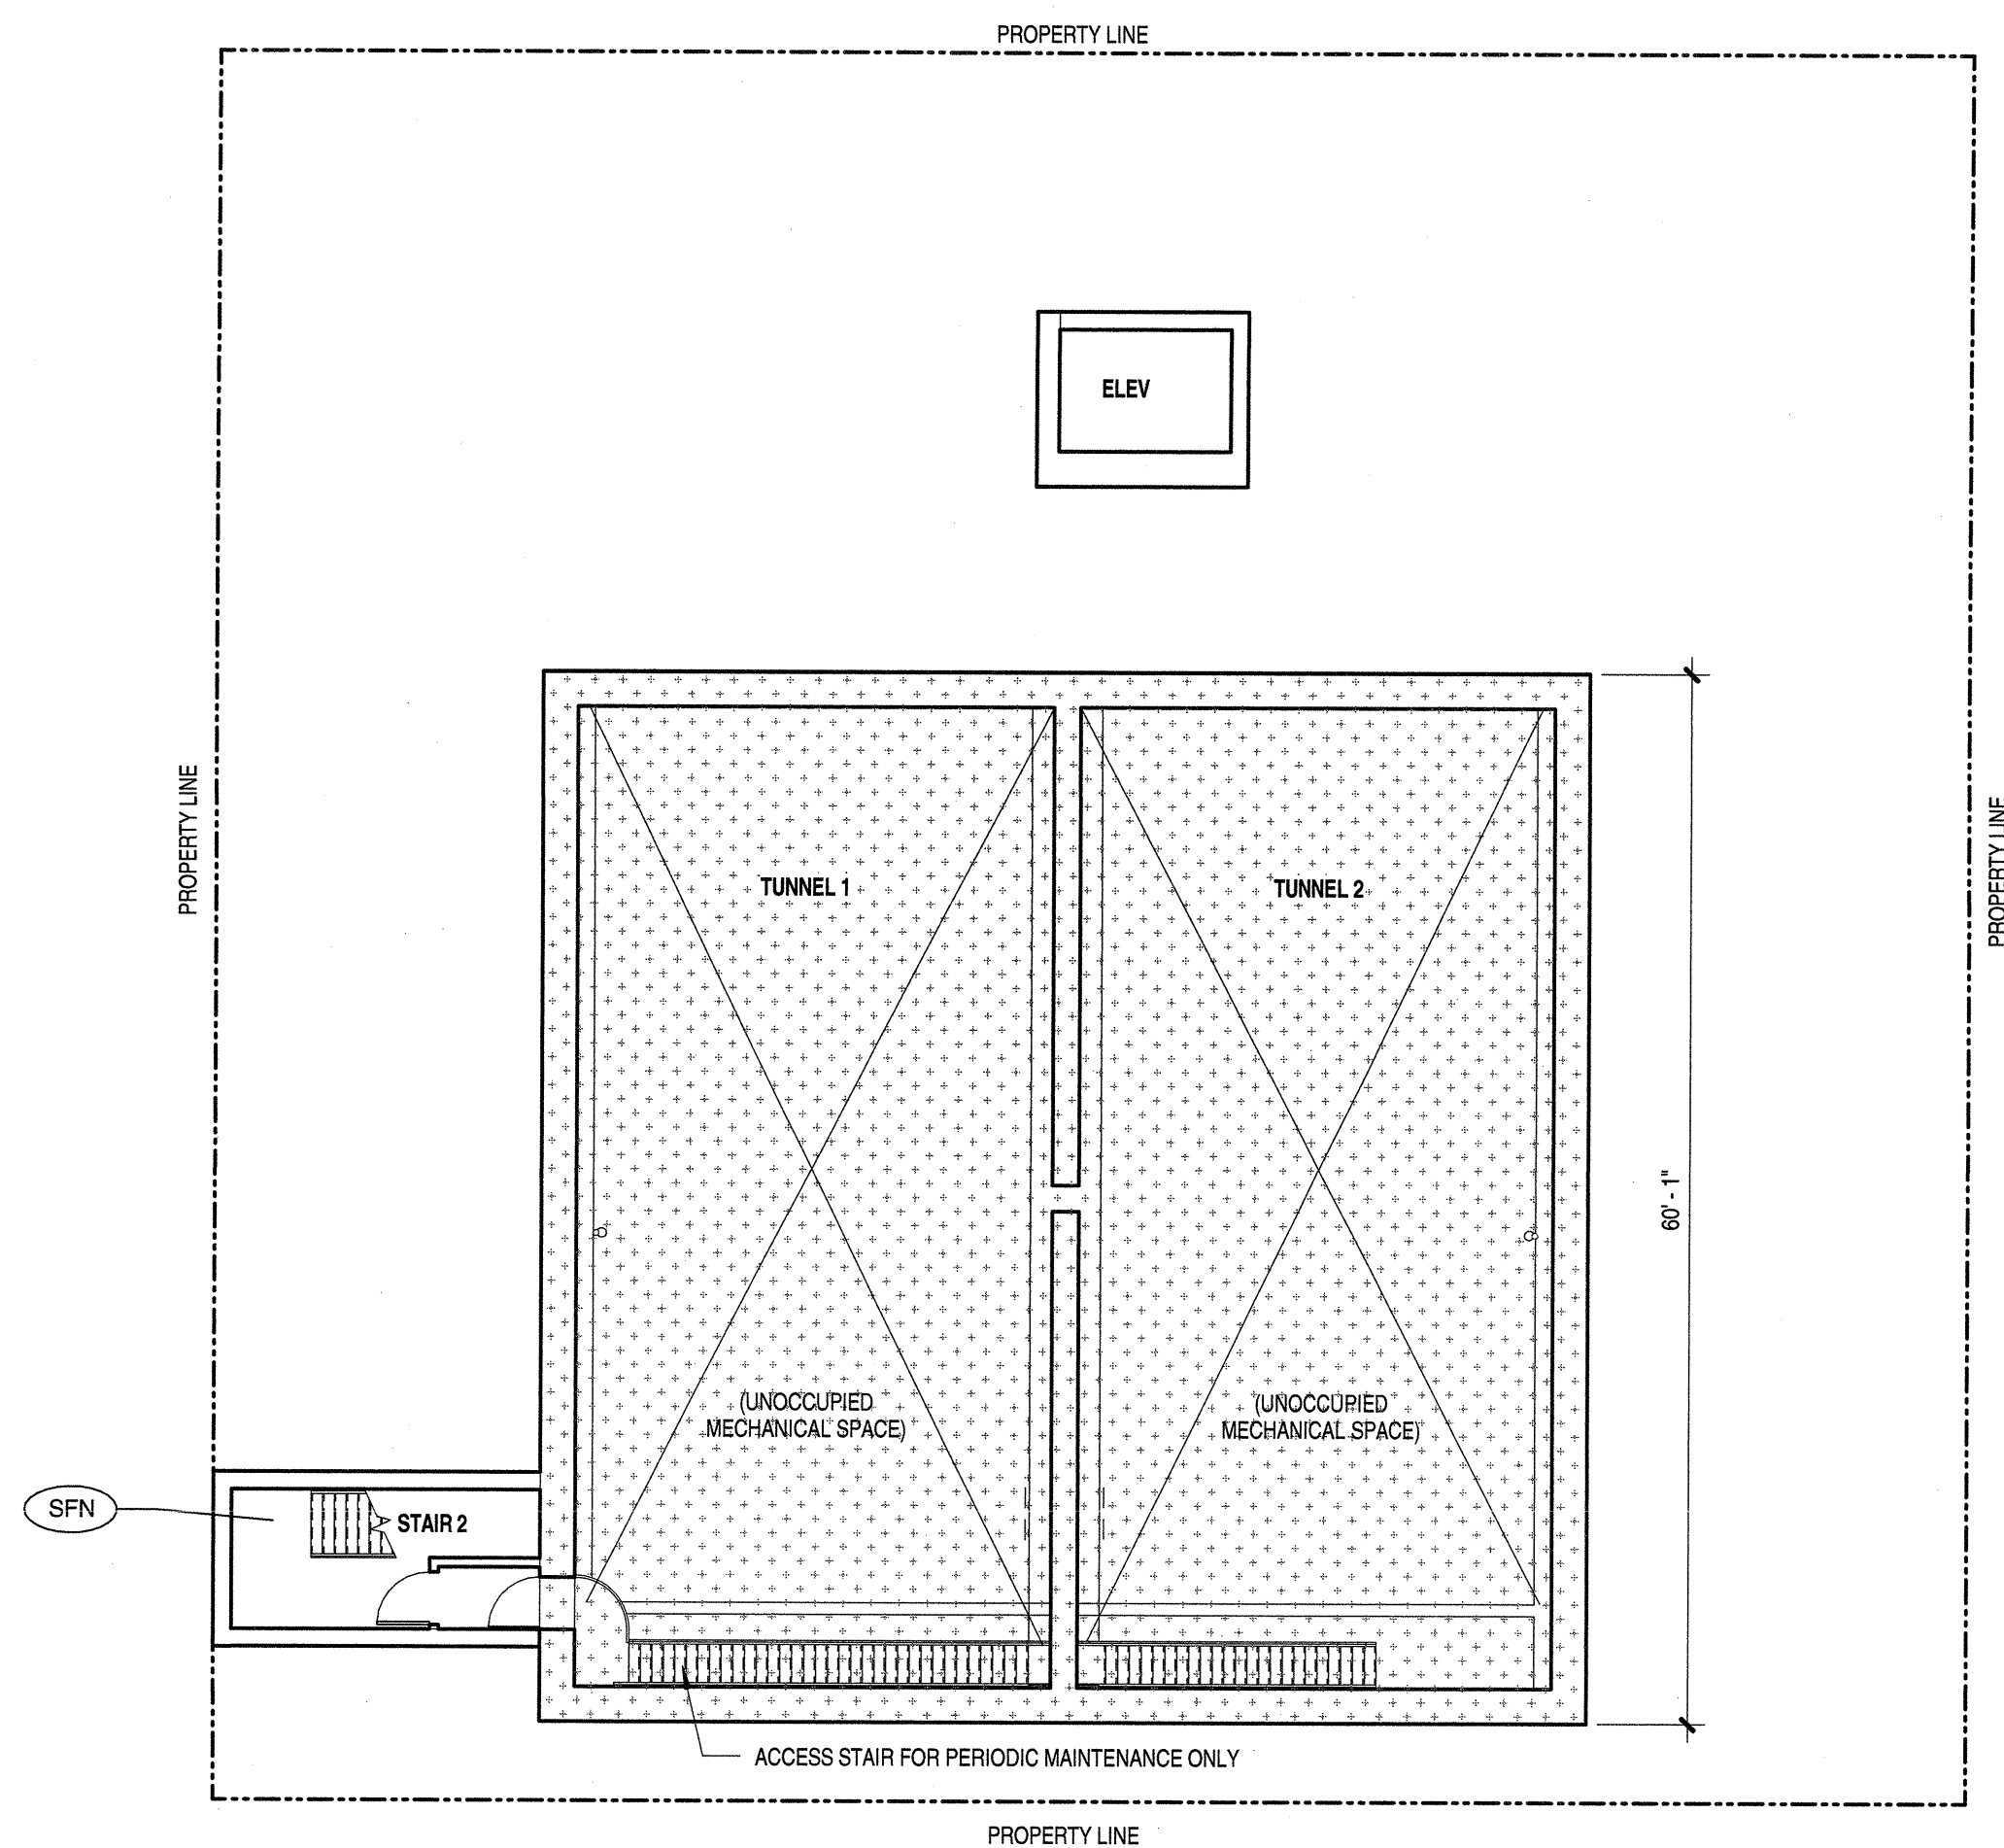 PROPERTY LINE
ELEV
PROPERTY LINE
PROPERTY LINE
TUNNEL 1
TUNNEL 2
60' - 1"
(UNOCCUPIED
MECHANICAL SPACE)
(UNOCCUPIED
MECHANICAL SPACE)
SFN
STAIR 2
ACCESS STAIR FOR PERIODIC MAINTENANCE ONLY
PROPERTY LINE